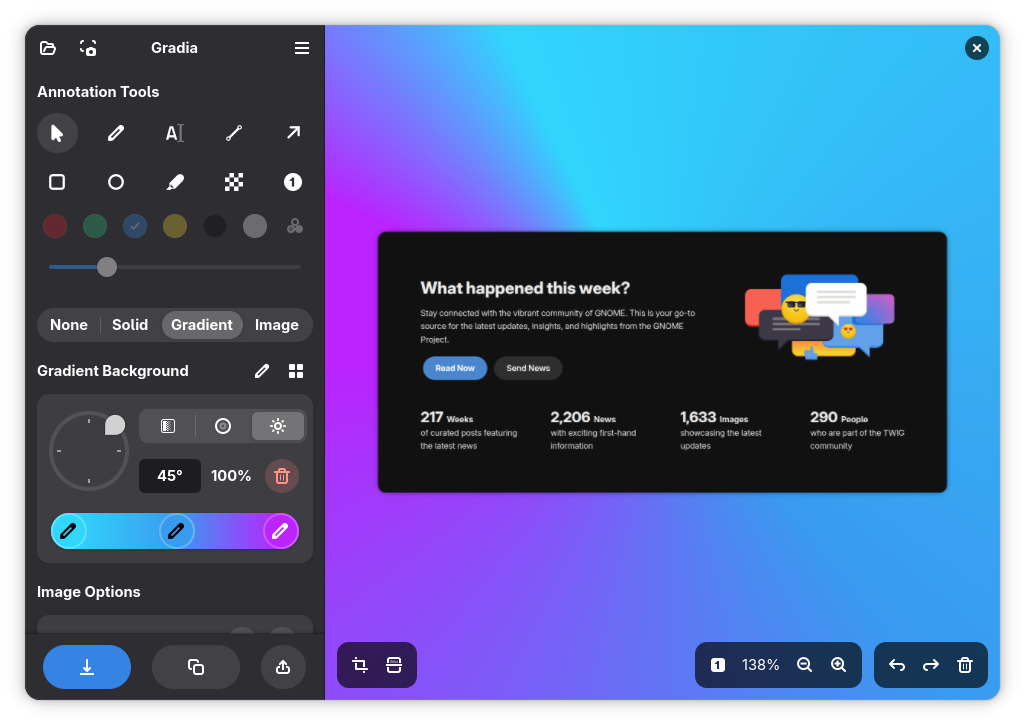 Gradia
Annotation Tools
A
1
None Solid Gradient Image
Gradient Background
45° 100%
Image Options
What happened this week?
Stay connected with the vibrant community of GNOME. This is your go-to
source for the latest updates, insights, and highlights from the GNOME
Project.
Read Now Send News
217 Weeks
of curated posts featuring
the latest news
2,206 News
with exciting first-hand
information
1,633 Images
showcasing the latest
updates
290 People
who are part of the TWIG
community
1 138%